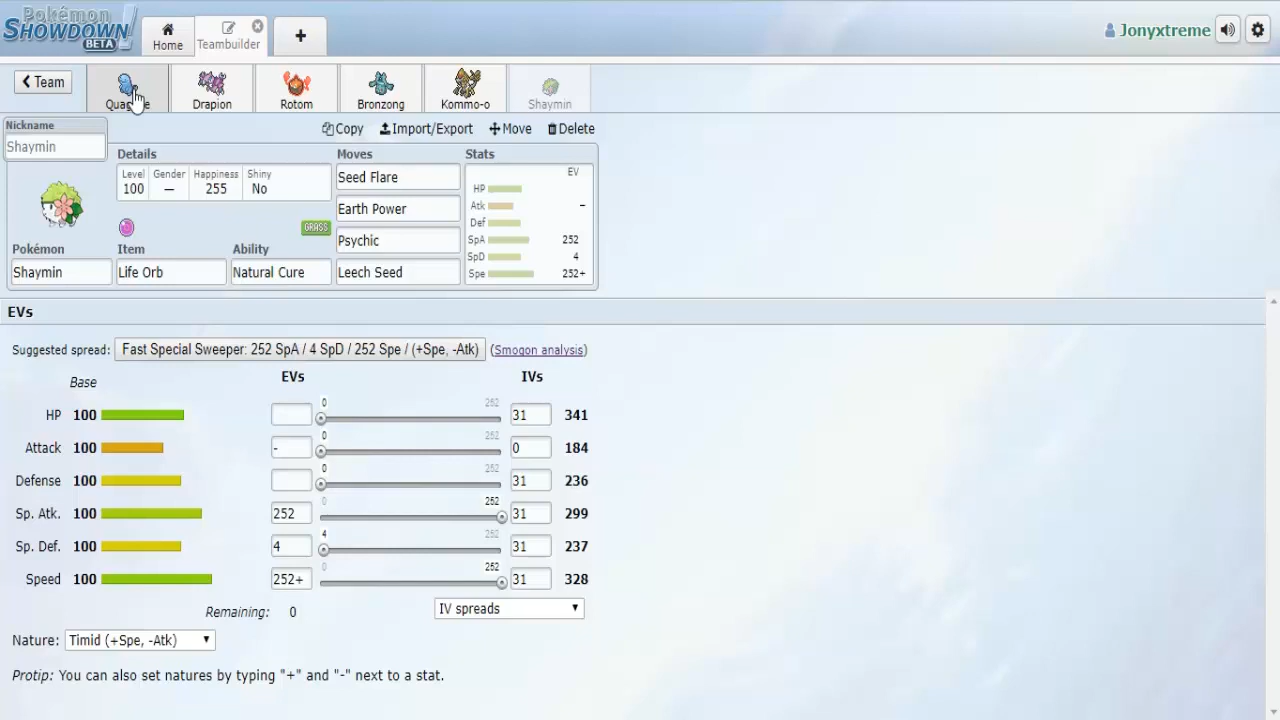 Pokémon
SHOWDOWN!
BETA
Home
Teambuilder
+
Jonyxtreme
< Team
Drapion
Rotom
Bronzong
Kommo-o
Shaymin
Nickname
Shaymin
Copy
Import/Export
Move
Delete
Details
Level
100
Gender
—
Happiness
255
Shiny
No
GRASS
Pokémon
Shaymin
Item
Life Orb
Ability
Natural Cure
Moves
Seed Flare
Earth Power
Psychic
Leech Seed
Stats
EV
HP
Atk –
Def
SpA 252
SpD 4
Spe 252+
EVs
Suggested spread: Fast Special Sweeper: 252 SpA / 4 SpD / 252 Spe / (+Spe, -Atk) (Smogon analysis)
Base EVs IVs
HP 100 0 252 31 341
Attack 100 - 0 252 0 184
Defense 100 0 252 31 236
Sp. Atk. 100 252 0 252 31 299
Sp. Def. 100 4 4 252 31 237
Speed 100 252+ 0 252 31 328
Remaining: 0 IV spreads
Nature: Timid (+Spe, -Atk)
Protip: You can also set natures by typing "+" and "-" next to a stat.